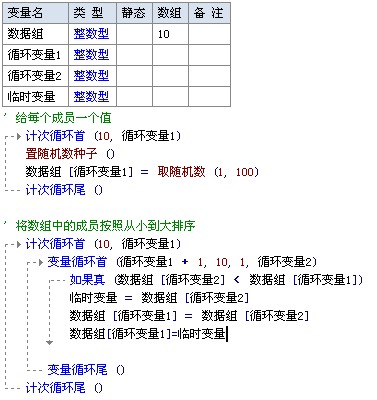 变量名 类 型 静态 数组 备 注
数据组 整数型 10
循环变量1 整数型
循环变量2 整数型
临时变量 整数型
' 给每个成员一个值
计次循环首 (10, 循环变量1)
置随机数种子 ()
数据组 [循环变量1] = 取随机数 (1, 100)
计次循环尾 ()
' 将数组中的成员按照从小到大排序
计次循环首 (10, 循环变量1)
变量循环首 (循环变量1 + 1, 10, 1, 循环变量2)
如果真 (数据组 [循环变量2] < 数据组 [循环变量1])
临时变量 = 数据组 [循环变量2]
数据组 [循环变量1] = 数据组 [循环变量2]
数据组[循环变量1]=临时变量
变量循环尾 ()
计次循环尾 ()